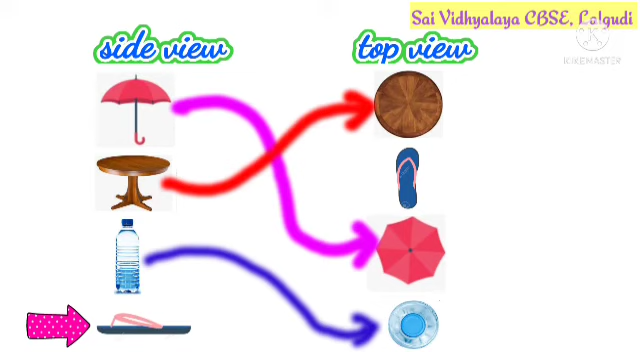 Sai Vidhyalaya CBSE, Lalgudi
KINEMASTER
side view
top view